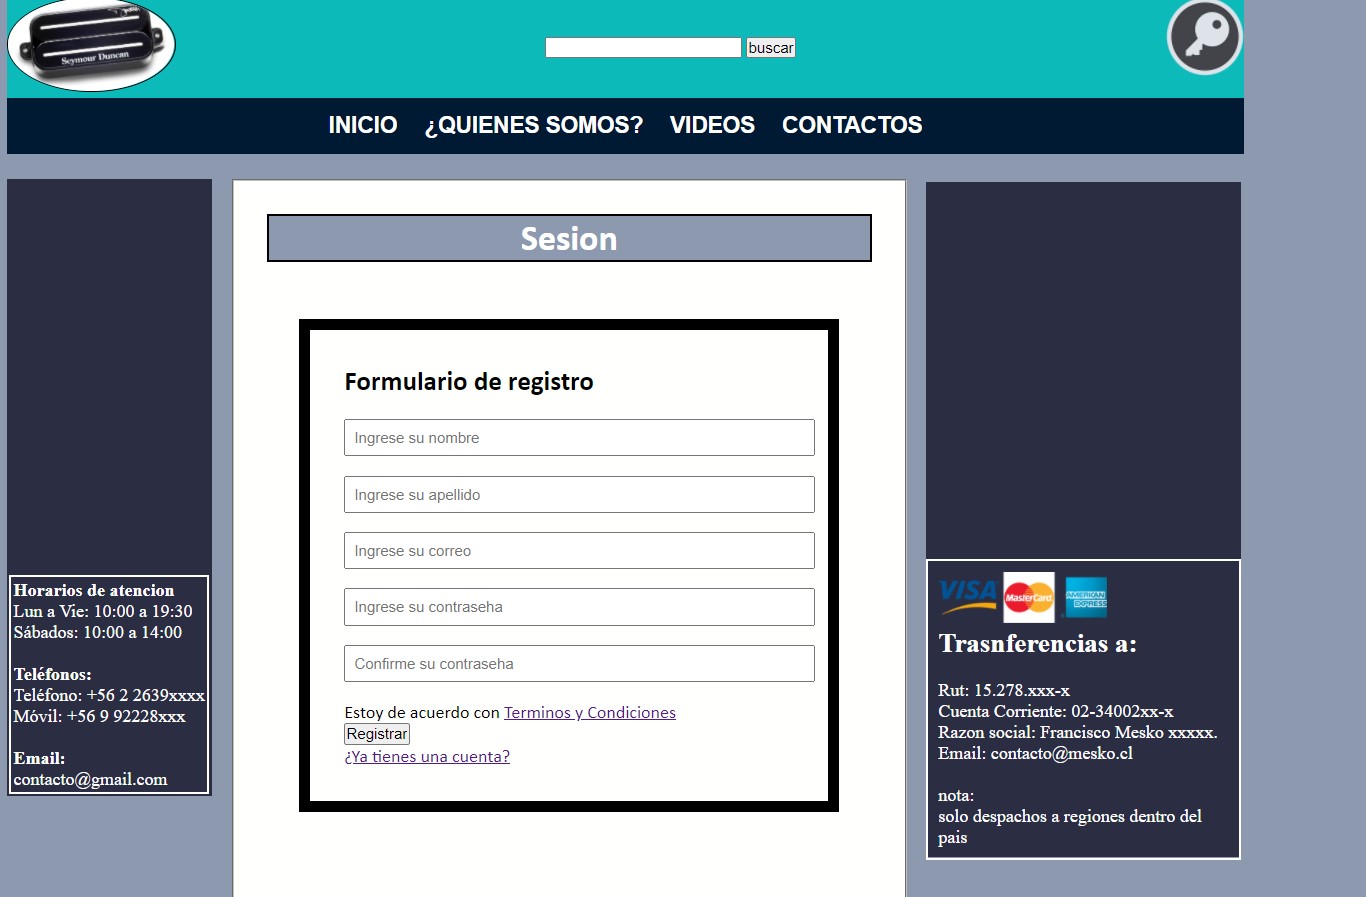 Seymour Duncan
buscar
INICIO ¿QUIENES SOMOS? VIDEOS CONTACTOS
Sesion
Formulario de registro
Ingrese su nombre
Ingrese su apellido
Ingrese su correo
Ingrese su contraseha
Confirme su contraseha
Estoy de acuerdo con Terminos y Condiciones
Registrar
¿Ya tienes una cuenta?
Horarios de atencion
Lun a Vie: 10:00 a 19:30
Sábados: 10:00 a 14:00
Teléfonos:
Teléfono: +56 2 2639xxxx
Móvil: +56 9 92228xxx
Email:
contacto@gmail.com
VISA MasterCard AMERICAN EXPRESS
Trasnferencias a:
Rut: 15.278.xxx-x
Cuenta Corriente: 02-34002xx-x
Razon social: Francisco Mesko xxxxx.
Email: contacto@mesko.cl
nota:
solo despachos a regiones dentro del
pais